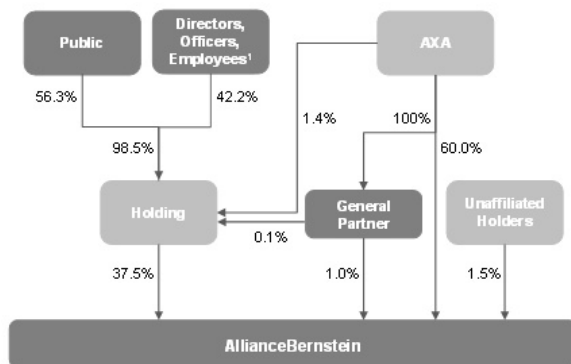 Public
Directors,
Officers,
Employees¹
AXA
56.3%
42.2%
1.4%
100%
98.5%
60.0%
Holding
General
Partner
Unaffiliated
Holders
0.1%
37.5%
1.0%
1.5%
AllianceBernstein